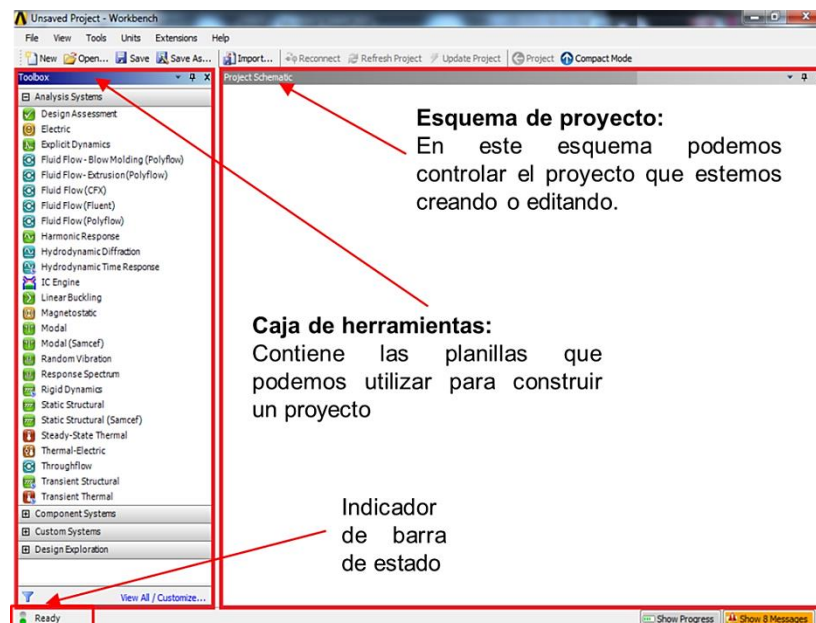 Unsaved Project - Workbench
File View Tools Units Extensions Help
New Open... Save Save As... Import... Reconnect Refresh Project Update Project Project Compact Mode
Toolbox
Project Schematic
Analysis Systems
Design Assessment
Electric
Explicit Dynamics
Fluid Flow - Blow Molding (Polyflow)
Fluid Flow - Extrusion (Polyflow)
Fluid Flow (CFX)
Fluid Flow (Fluent)
Fluid Flow (Polyflow)
Harmonic Response
Hydrodynamic Diffraction
Hydrodynamic Time Response
IC Engine
Linear Buckling
Magnetostatic
Modal
Modal (Samcef)
Random Vibration
Response Spectrum
Rigid Dynamics
Static Structural
Static Structural (Samcef)
Steady-State Thermal
Thermal-Electric
Throughflow
Transient Structural
Transient Thermal
Component Systems
Custom Systems
Design Exploration
View All / Customize...
Ready
Esquema de proyecto:
En este esquema podemos
controlar el proyecto que estemos
creando o editando.
Caja de herramientas:
Contiene las planillas que
podemos utilizar para construir
un proyecto
Indicador
de barra
de estado
Show Progress Show 8 Messages